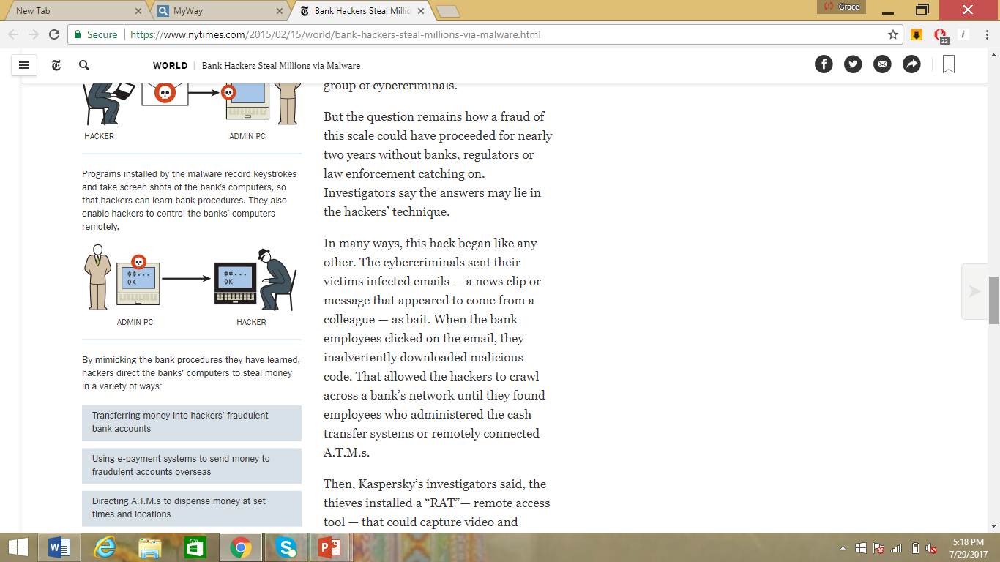 New Tab
MyWay
Bank Hackers Steal Millio
Grace
Secure
https://www.nytimes.com/2015/02/15/world/bank-hackers-steal-millions-via-malware.html
22
WORLD | Bank Hackers Steal Millions via Malware
HACKER
ADMIN PC
Programs installed by the malware record keystrokes
and take screen shots of the bank's computers, so
that hackers can learn bank procedures. They also
enable hackers to control the banks' computers
remotely.
$$...
OK
$$...
OK
ADMIN PC
HACKER
By mimicking the bank procedures they have learned,
hackers direct the banks' computers to steal money
in a variety of ways:
Transferring money into hackers' fraudulent
bank accounts
Using e-payment systems to send money to
fraudulent accounts overseas
Directing A.T.M.s to dispense money at set
times and locations
group of cybercriminals.
But the question remains how a fraud of
this scale could have proceeded for nearly
two years without banks, regulators or
law enforcement catching on.
Investigators say the answers may lie in
the hackers' technique.
In many ways, this hack began like any
other. The cybercriminals sent their
victims infected emails — a news clip or
message that appeared to come from a
colleague — as bait. When the bank
employees clicked on the email, they
inadvertently downloaded malicious
code. That allowed the hackers to crawl
across a bank's network until they found
employees who administered the cash
transfer systems or remotely connected
A.T.M.s.
Then, Kaspersky's investigators said, the
thieves installed a “RAT”— remote access
tool — that could capture video and
5:18 PM
7/29/2017